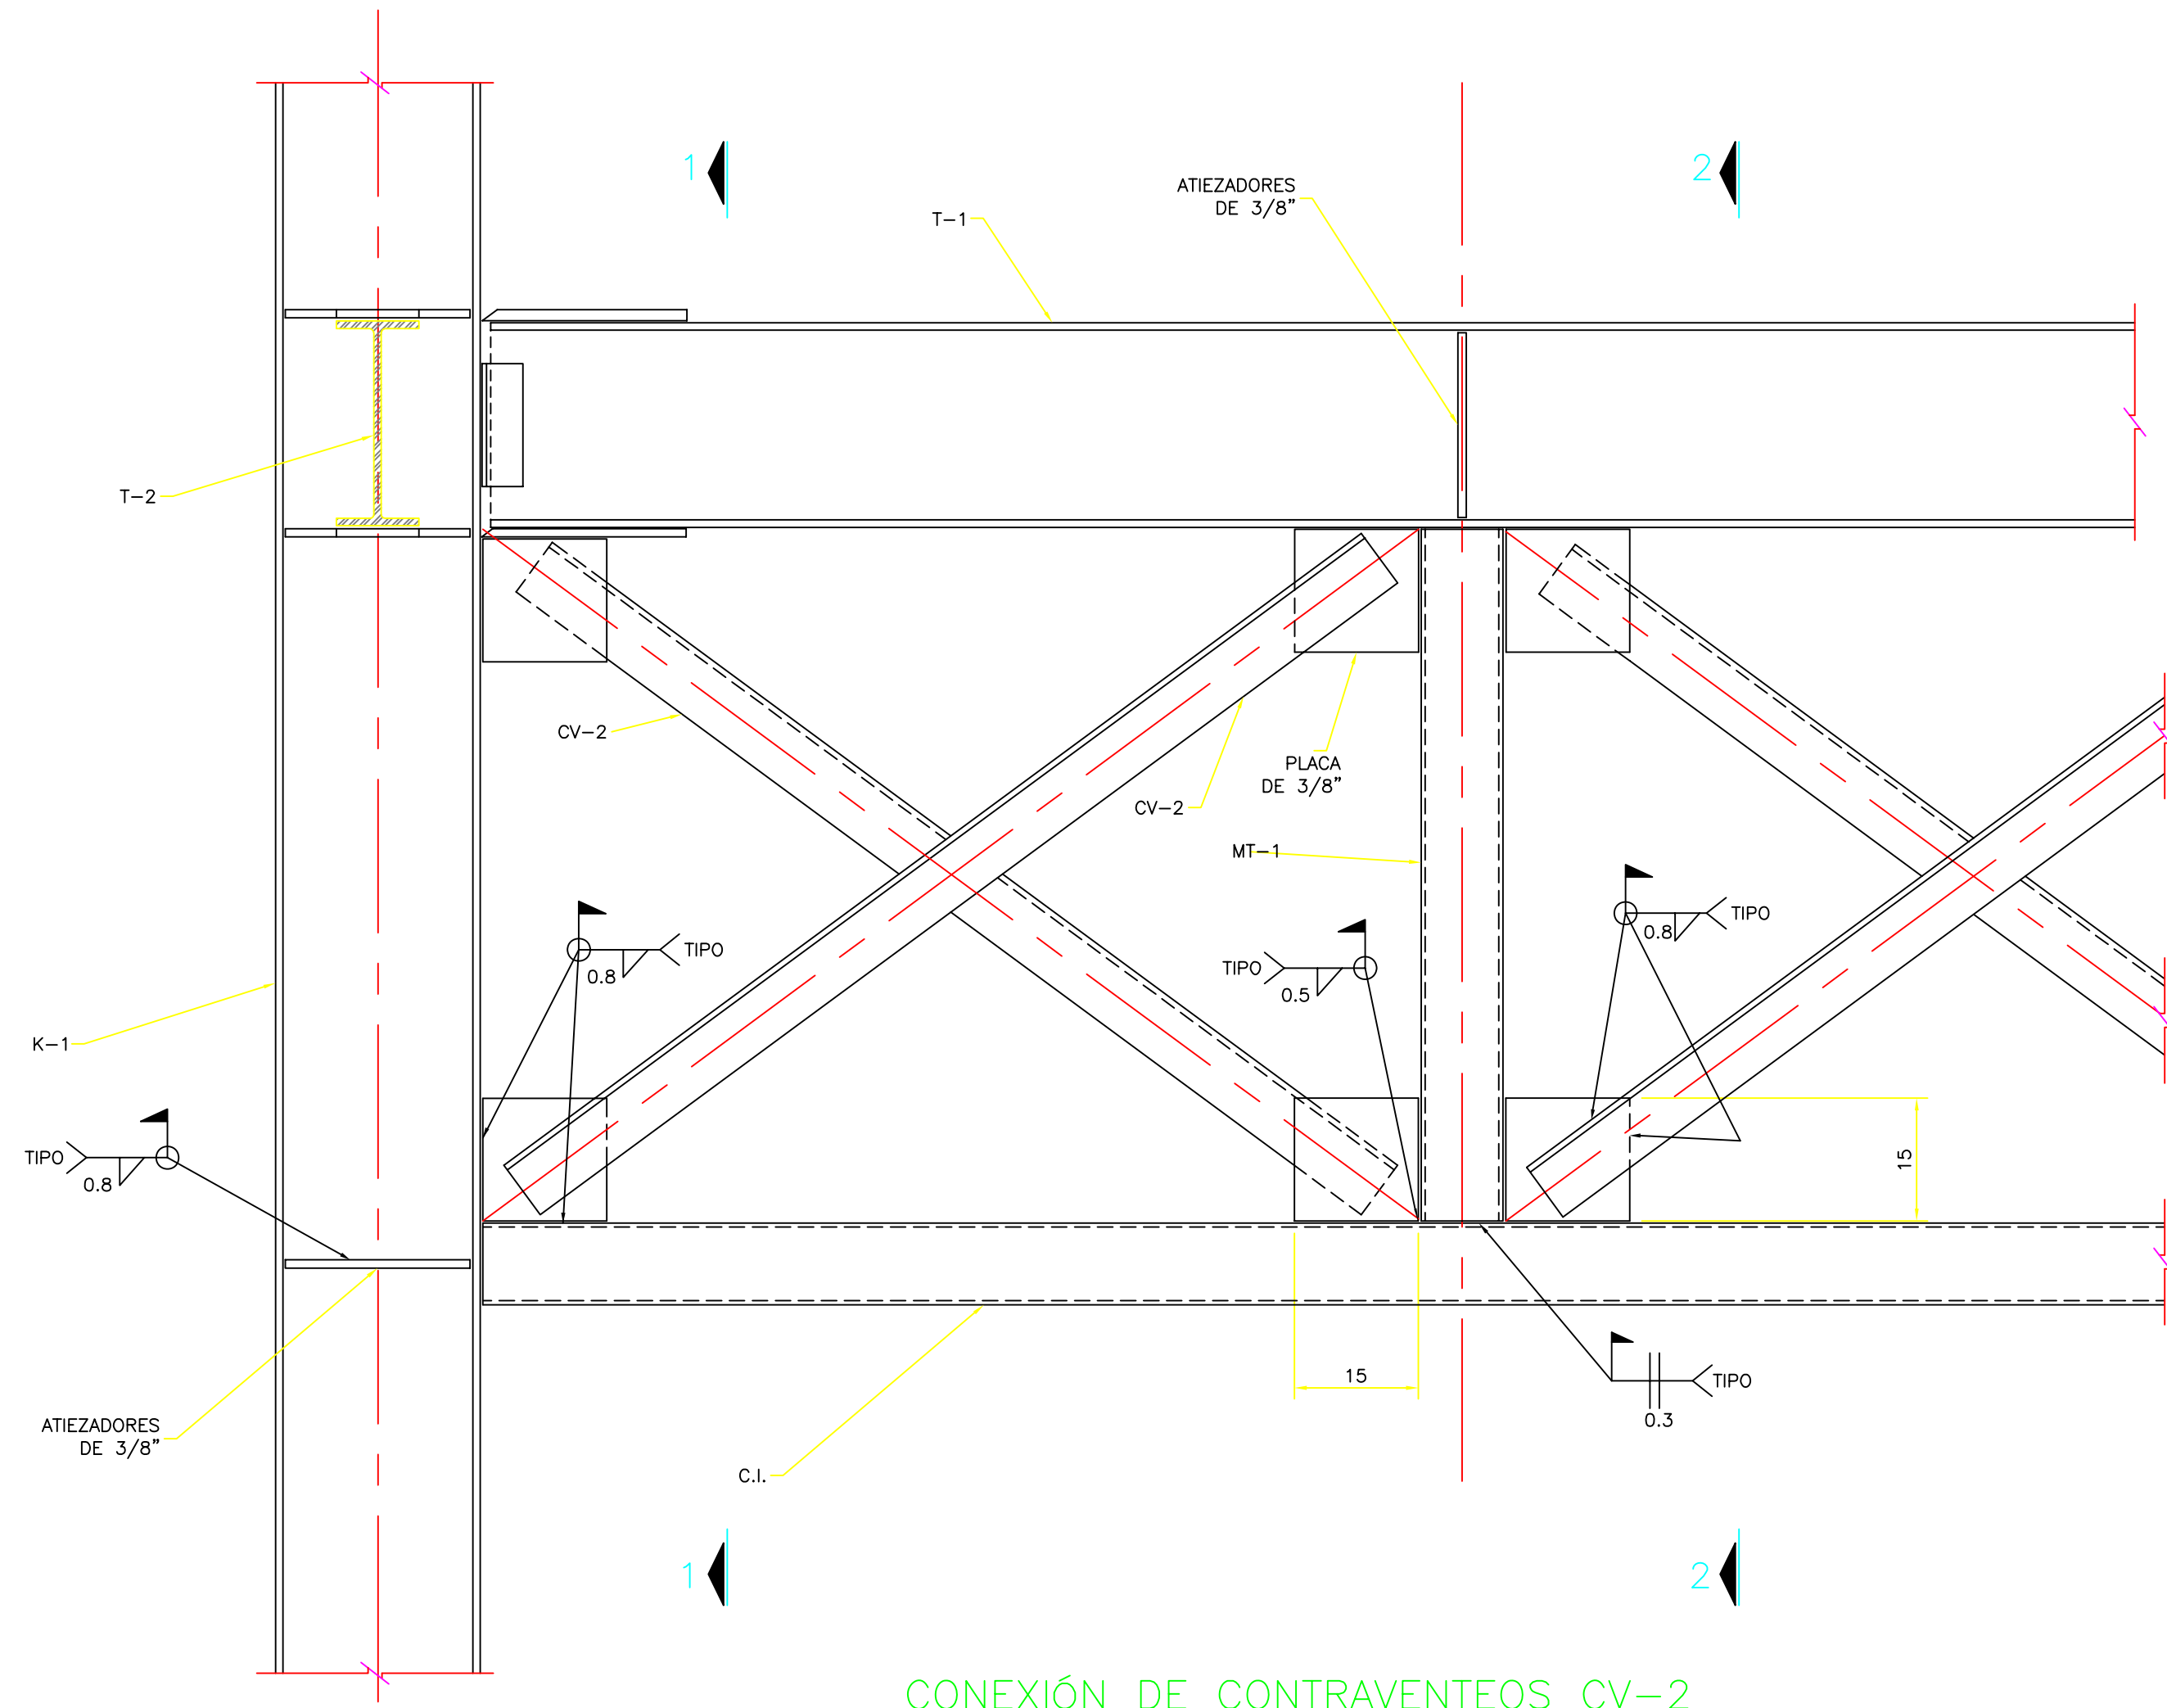 1
2
ATIEZADORES
DE 3/8"
T-1
T-2
CV-2
PLACA
DE 3/8"
CV-2
MT-1
TIPO
0.8
TIPO
0.8
TIPO
0.5
K-1
TIPO
0.8
15
15
TIPO
0.3
ATIEZADORES
DE 3/8"
C.I.
1
2
CONEXIÓN DE CONTRAVENTEOS CV-2